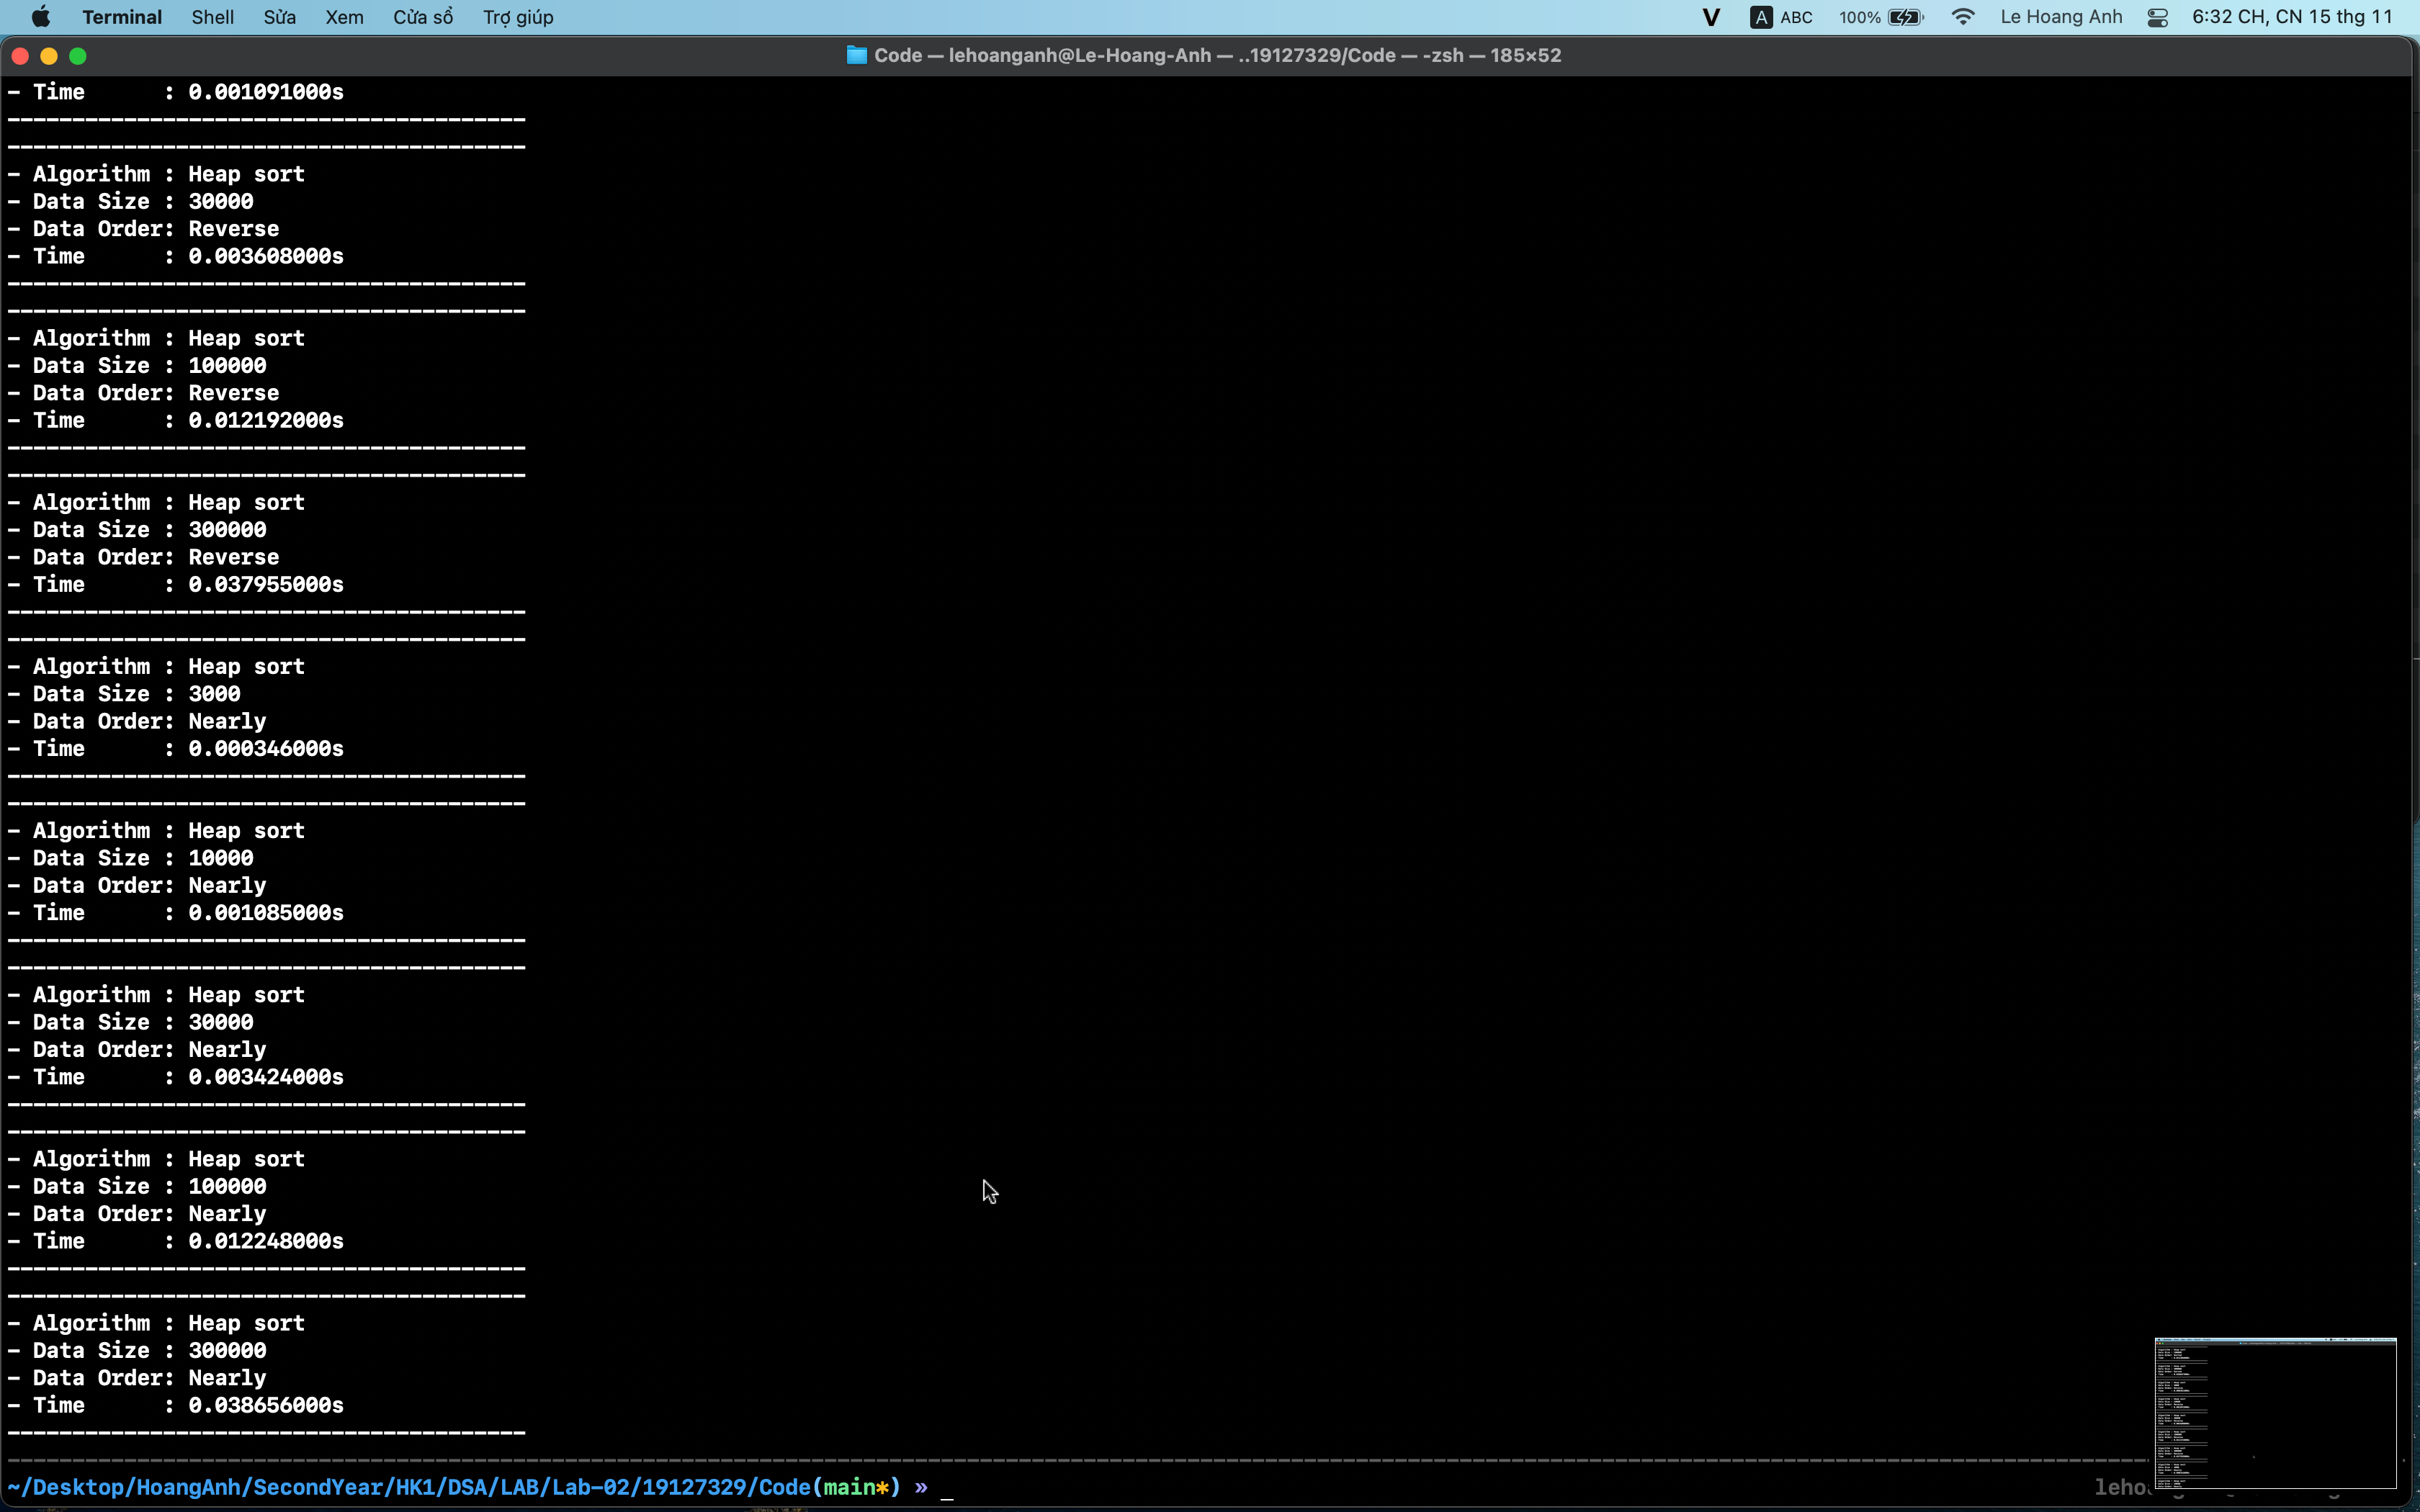 Terminal Shell Sửa Xem Cửa sổ Trợ giúp V A ABC 100% Le Hoang Anh 6:32 CH, CN 15 thg 11
Code — lehoanganh@Le-Hoang-Anh — ..19127329/Code — -zsh — 185×52
- Time      : 0.001091000s
----------------------------------------
----------------------------------------
- Algorithm : Heap sort
- Data Size : 30000
- Data Order: Reverse
- Time      : 0.003608000s
----------------------------------------
----------------------------------------
- Algorithm : Heap sort
- Data Size : 100000
- Data Order: Reverse
- Time      : 0.012192000s
----------------------------------------
----------------------------------------
- Algorithm : Heap sort
- Data Size : 300000
- Data Order: Reverse
- Time      : 0.037955000s
----------------------------------------
----------------------------------------
- Algorithm : Heap sort
- Data Size : 3000
- Data Order: Nearly
- Time      : 0.000346000s
----------------------------------------
----------------------------------------
- Algorithm : Heap sort
- Data Size : 10000
- Data Order: Nearly
- Time      : 0.001085000s
----------------------------------------
----------------------------------------
- Algorithm : Heap sort
- Data Size : 30000
- Data Order: Nearly
- Time      : 0.003424000s
----------------------------------------
----------------------------------------
- Algorithm : Heap sort
- Data Size : 100000
- Data Order: Nearly
- Time      : 0.012248000s
----------------------------------------
----------------------------------------
- Algorithm : Heap sort
- Data Size : 300000
- Data Order: Nearly
- Time      : 0.038656000s
----------------------------------------
~/Desktop/HoangAnh/SecondYear/HK1/DSA/LAB/Lab-02/19127329/Code(main*) » _